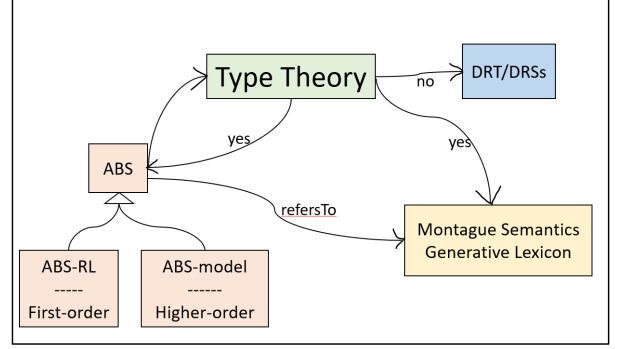 Type Theory
DRT/DRSs
no
yes
yes
ABS
refersTo
Montague Semantics
Generative Lexicon
ABS-RL
-----
First-order
ABS-model
------
Higher-order